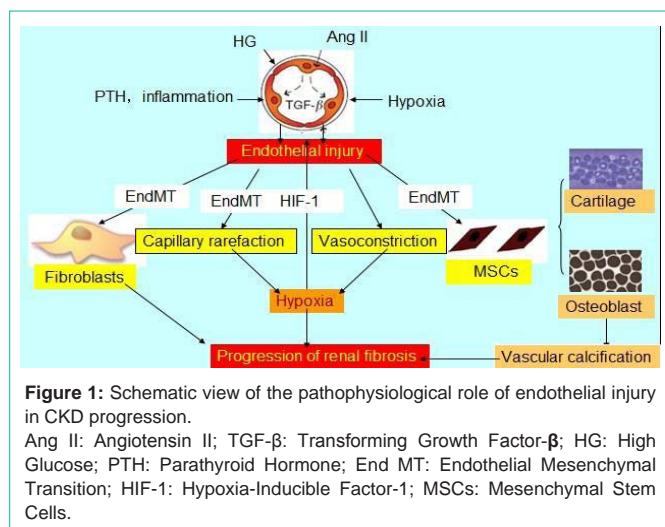 HG
Ang II
PTH, inflammation
TGF-β
Hypoxia
Endothelial injury
EndMT
EndMT
HIF-1
EndMT
Cartilage
Capillary rarefaction
Vasoconstriction
Fibroblasts
MSCs
Hypoxia
Osteoblast
Progression of renal fibrosis
Vascular calcification
Figure 1: Schematic view of the pathophysiological role of endothelial injury
in CKD progression.
Ang II: Angiotensin II; TGF-β: Transforming Growth Factor-β; HG: High
Glucose; PTH: Parathyroid Hormone; End MT: Endothelial Mesenchymal
Transition; HIF-1: Hypoxia-Inducible Factor-1; MSCs: Mesenchymal Stem
Cells.